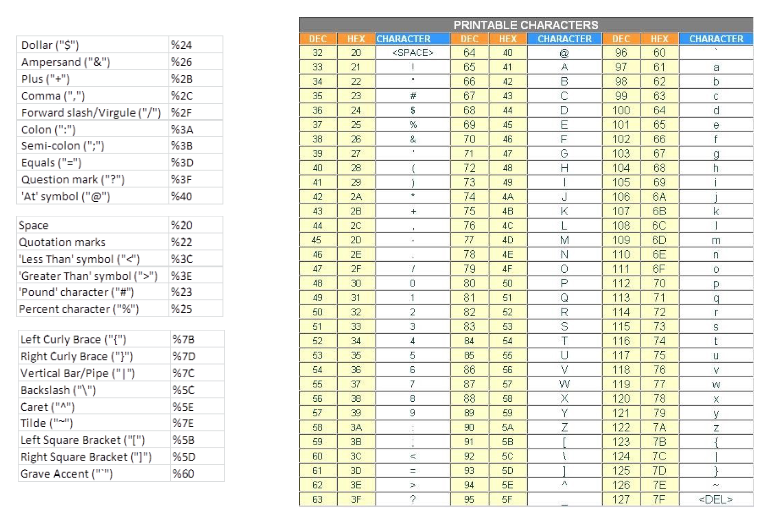 Dollar ("$") %24
Ampersand ("&") %26
Plus ("+") %2B
Comma (",") %2C
Forward slash/Virgule ("/") %2F
Colon (":") %3A
Semi-colon (";") %3B
Equals ("=") %3D
Question mark ("?") %3F
'At' symbol ("@") %40
Space %20
Quotation marks %22
'Less Than' symbol ("<") %3C
'Greater Than' symbol (">") %3E
'Pound' character ("#") %23
Percent character ("%") %25
Left Curly Brace ("{") %7B
Right Curly Brace ("}") %7D
Vertical Bar/Pipe ("|") %7C
Backslash ("\") %5C
Caret ("^") %5E
Tilde ("~") %7E
Left Square Bracket ("[") %5B
Right Square Bracket ("]") %5D
Grave Accent ("`") %60
PRINTABLE CHARACTERS
DEC HEX CHARACTER DEC HEX CHARACTER DEC HEX CHARACTER
32 20 <SPACE> 64 40 @ 96 60 `
33 21 ! 65 41 A 97 61 a
34 22 " 66 42 B 98 62 b
35 23 # 67 43 C 99 63 c
36 24 $ 68 44 D 100 64 d
37 25 % 69 45 E 101 65 e
38 26 & 70 46 F 102 66 f
39 27 ' 71 47 G 103 67 g
40 28 ( 72 48 H 104 68 h
41 29 ) 73 49 I 105 69 i
42 2A * 74 4A J 106 6A j
43 2B + 75 4B K 107 6B k
44 2C , 76 4C L 108 6C l
45 2D - 77 4D M 109 6D m
46 2E . 78 4E N 110 6E n
47 2F / 79 4F O 111 6F o
48 30 0 80 50 P 112 70 p
49 31 1 81 51 Q 113 71 q
50 32 2 82 52 R 114 72 r
51 33 3 83 53 S 115 73 s
52 34 4 84 54 T 116 74 t
53 35 5 85 55 U 117 75 u
54 36 6 86 56 V 118 76 v
55 37 7 87 57 W 119 77 w
56 38 8 88 58 X 120 78 x
57 39 9 89 59 Y 121 79 y
58 3A : 90 5A Z 122 7A z
59 3B ; 91 5B [ 123 7B {
60 3C < 92 5C \ 124 7C |
61 3D = 93 5D ] 125 7D }
62 3E > 94 5E ^ 126 7E ~
63 3F ? 95 5F _ 127 7F <DEL>